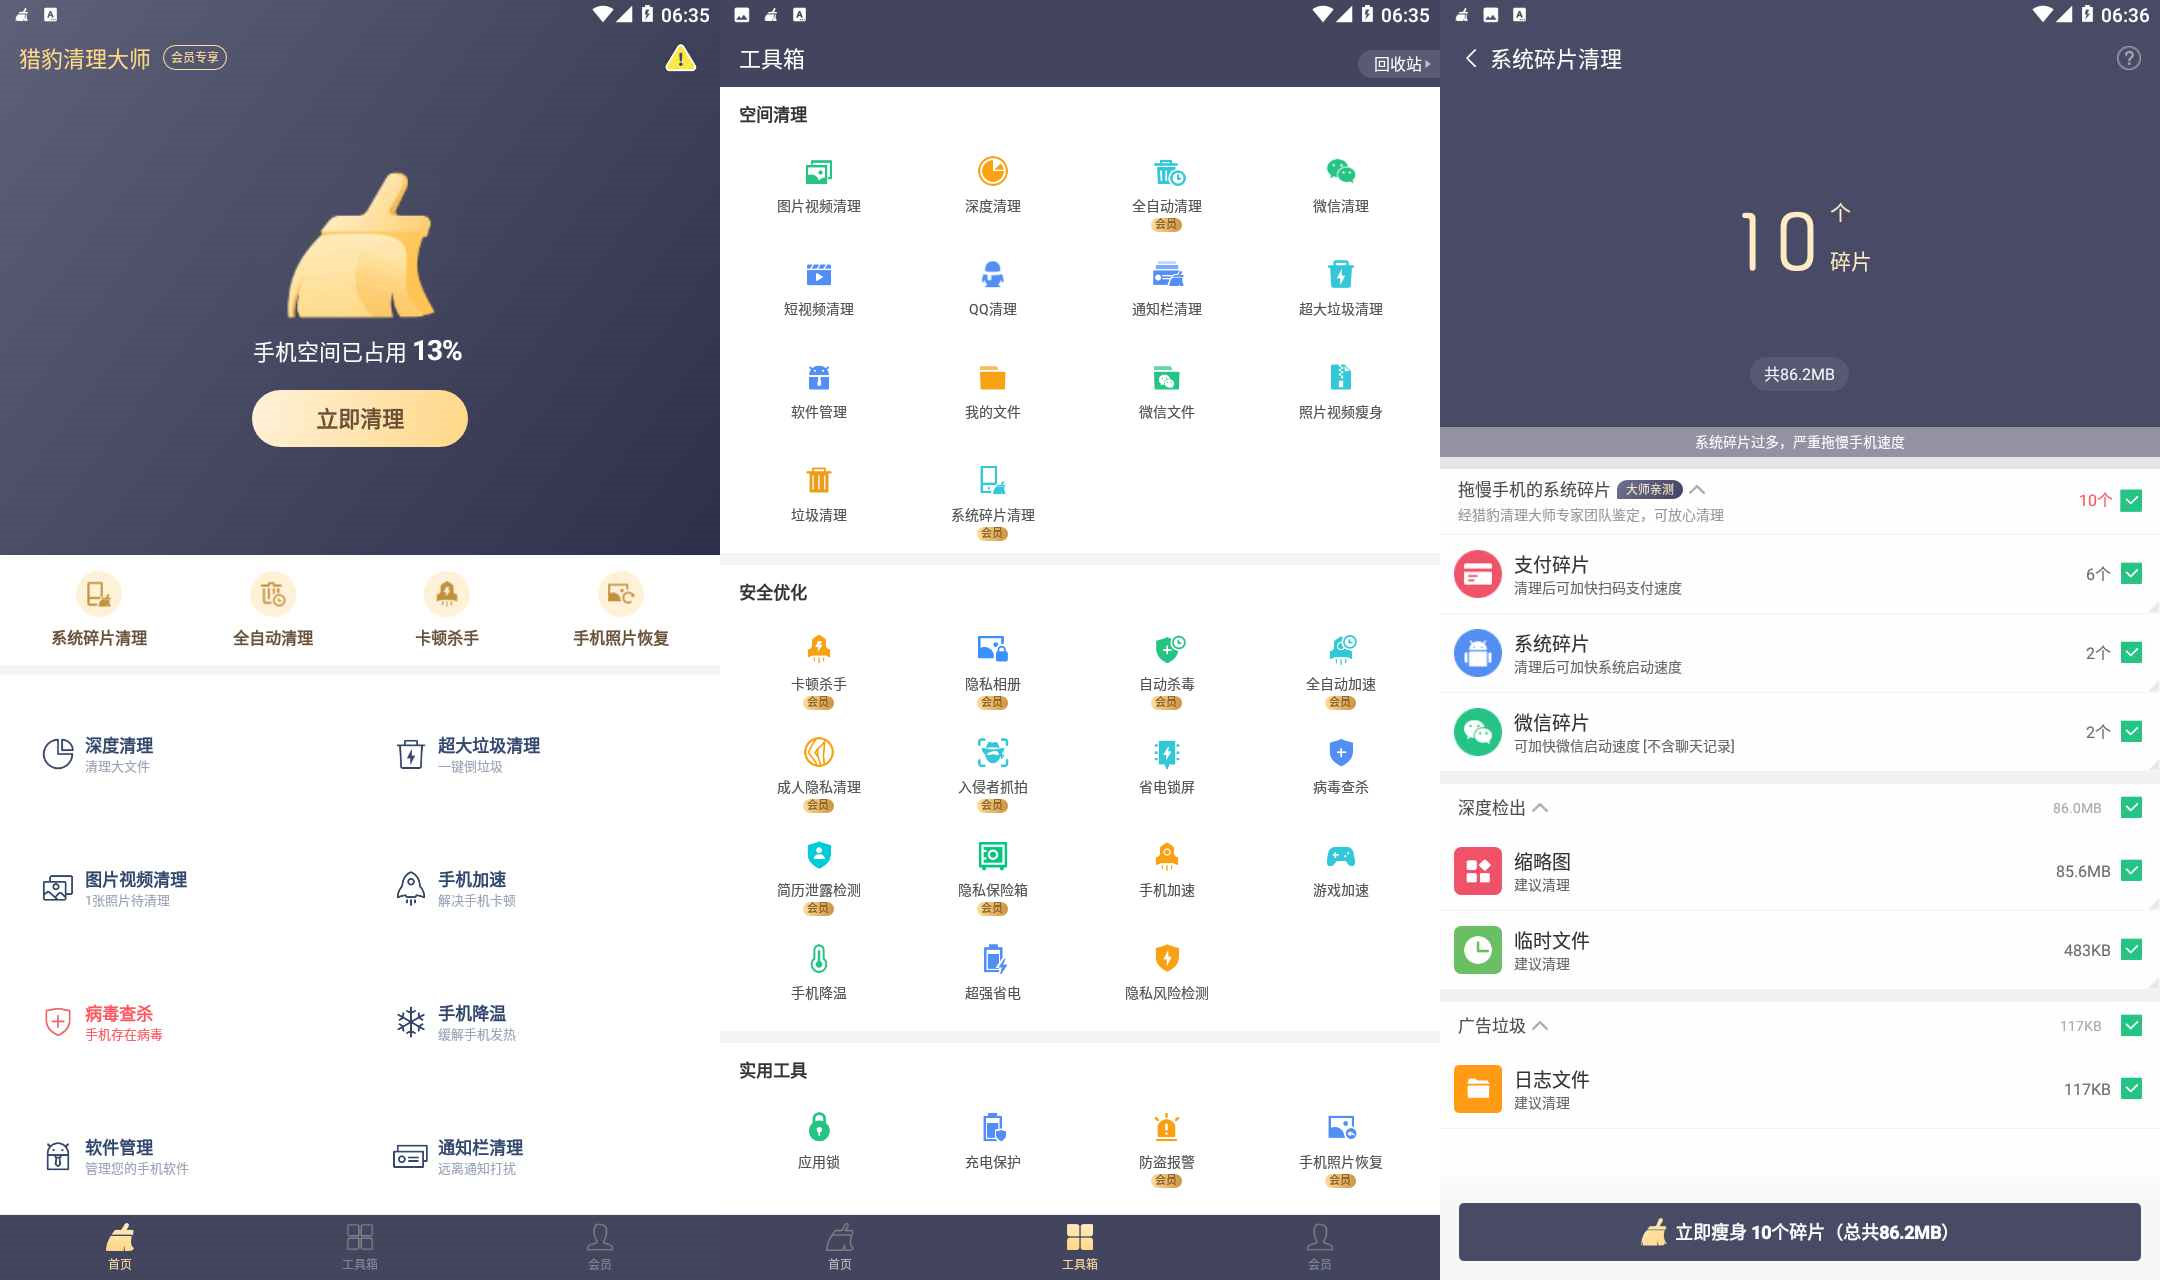 06:35
猎豹清理大师 会员专享
手机空间已占用 13%
立即清理
系统碎片清理 全自动清理 卡顿杀手 手机照片恢复
深度清理 超大垃圾清理
清理大文件 一键倒垃圾
图片视频清理 手机加速
1张照片待清理 解决手机卡顿
病毒查杀 手机降温
手机存在病毒 缓解手机发热
软件管理 通知栏清理
管理您的手机软件 远离通知打扰
首页 工具箱 会员
06:35
工具箱 回收站
空间清理
图片视频清理 深度清理 全自动清理 微信清理
会员
短视频清理 QQ清理 通知栏清理 超大垃圾清理
软件管理 我的文件 微信文件 照片视频瘦身
垃圾清理 系统碎片清理
会员
安全优化
卡顿杀手 隐私相册 自动杀毒 全自动加速
会员 会员 会员 会员
成人隐私清理 入侵者抓拍 省电锁屏 病毒查杀
会员 会员
简历泄露检测 隐私保险箱 手机加速 游戏加速
会员 会员
手机降温 超强省电 隐私风险检测
实用工具
应用锁 充电保护 防盗报警 手机照片恢复
会员 会员
首页 工具箱 会员
06:36
系统碎片清理
10 个
碎片
共86.2MB
系统碎片过多，严重拖慢手机速度
拖慢手机的系统碎片 大师亲测 10个
经猎豹清理大师专家团队鉴定，可放心清理
支付碎片 6个
清理后可加快扫码支付速度
系统碎片 2个
清理后可加快系统启动速度
微信碎片 2个
可加快微信启动速度 [不含聊天记录]
深度检出 86.0MB
缩略图 85.6MB
建议清理
临时文件 483KB
建议清理
广告垃圾 117KB
日志文件 117KB
建议清理
立即瘦身 10个碎片（总共86.2MB）